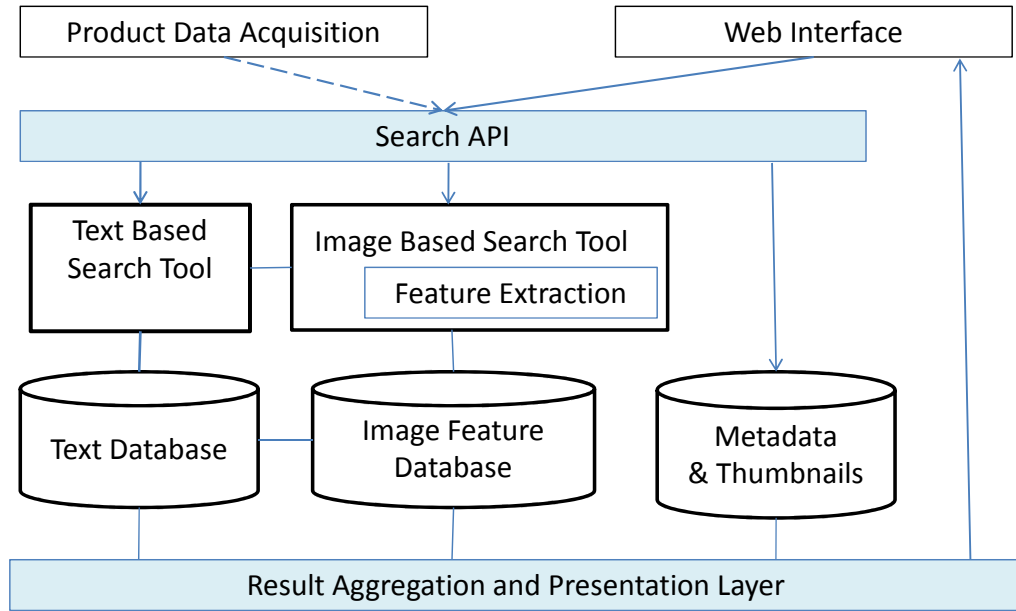 Product Data Acquisition
Web Interface
Search API
Text Based
Search Tool
Image Based Search Tool
Feature Extraction
Text Database
Image Feature
Database
Metadata
& Thumbnails
Result Aggregation and Presentation Layer